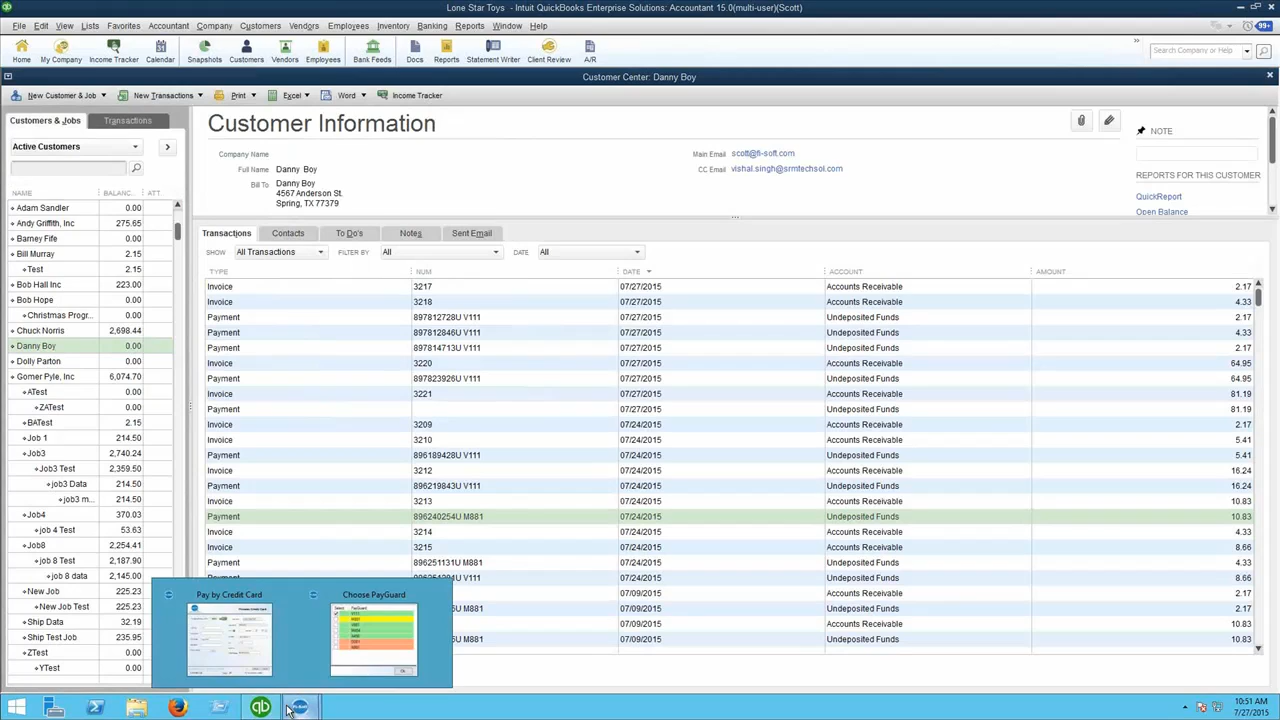 Lone Star Toys - Intuit QuickBooks Enterprise Solutions: Accountant 15.0(multi-user)(Scott)
File Edit View Lists Favorites Accountant Company Customers Vendors Employees Inventory Banking Reports Window Help 99+
Home My Company Income Tracker Calendar Snapshots Customers Vendors Employees Bank Feeds Docs Reports Statement Writer Client Review A/R Search Company or Help
Customer Center: Danny Boy
New Customer & Job New Transactions Print Excel Word Income Tracker
Customers & Jobs Transactions
Active Customers
NAME BALANC... ATT...
Adam Sandler 0.00
Andy Griffith, Inc 275.65
Barney Fife 0.00
Bill Murray 2.15
Test 2.15
Bob Hall Inc 223.00
Bob Hope 0.00
Christmas Progr... 0.00
Chuck Norris 2,698.44
Danny Boy 0.00
Dolly Parton 0.00
Gomer Pyle, Inc 6,074.70
ATest 0.00
ZATest 0.00
BATest 2.15
Job 1 214.50
Job3 2,740.24
Job3 Test 2,359.50
job3 Data 214.50
job3 m... 214.50
Job4 370.03
job 4 Test 53.63
Job8 2,254.41
job 8 Test 2,187.90
job 8 data 2,145.00
New Job 225.23
New Job Test 225.23
Ship Data 32.19
Ship Test Job 235.95
ZTest 0.00
YTest 0.00
Customer Information
Company Name
Full Name Danny Boy
Bill To Danny Boy
4567 Anderson St.
Spring, TX 77379
Main Email scott@fi-soft.com
CC Email vishal.singh@srmtechsol.com
NOTE
REPORTS FOR THIS CUSTOMER
QuickReport
Open Balance
Transactions Contacts To Do's Notes Sent Email
SHOW All Transactions FILTER BY All DATE All
TYPE NUM DATE ACCOUNT AMOUNT
Invoice 3217 07/27/2015 Accounts Receivable 2.17
Invoice 3218 07/27/2015 Accounts Receivable 4.33
Payment 897812728U V111 07/27/2015 Undeposited Funds 2.17
Payment 897812846U V111 07/27/2015 Undeposited Funds 4.33
Payment 897814713U V111 07/27/2015 Undeposited Funds 2.17
Invoice 3220 07/27/2015 Accounts Receivable 64.95
Payment 897823926U V111 07/27/2015 Undeposited Funds 64.95
Invoice 3221 07/27/2015 Accounts Receivable 81.19
Payment 07/27/2015 Undeposited Funds 81.19
Invoice 3209 07/24/2015 Accounts Receivable 2.17
Invoice 3210 07/24/2015 Accounts Receivable 5.41
Payment 896189428U V111 07/24/2015 Undeposited Funds 5.41
Invoice 3212 07/24/2015 Accounts Receivable 16.24
Payment 896219843U V111 07/24/2015 Undeposited Funds 16.24
Invoice 3213 07/24/2015 Accounts Receivable 10.83
Payment 896240254U M881 07/24/2015 Undeposited Funds 10.83
Invoice 3214 07/24/2015 Accounts Receivable 4.33
Invoice 3215 07/24/2015 Accounts Receivable 8.66
Payment 896251131U M881 07/24/2015 Undeposited Funds 4.33
V111 07/24/2015 Undeposited Funds 8.66
07/09/2015 Accounts Receivable 2.17
M881 07/09/2015 Undeposited Funds 2.17
07/09/2015 Accounts Receivable 10.83
M881 07/09/2015 Undeposited Funds 10.83
Pay by Credit Card Choose PayGuard
10:51 AM
7/27/2015